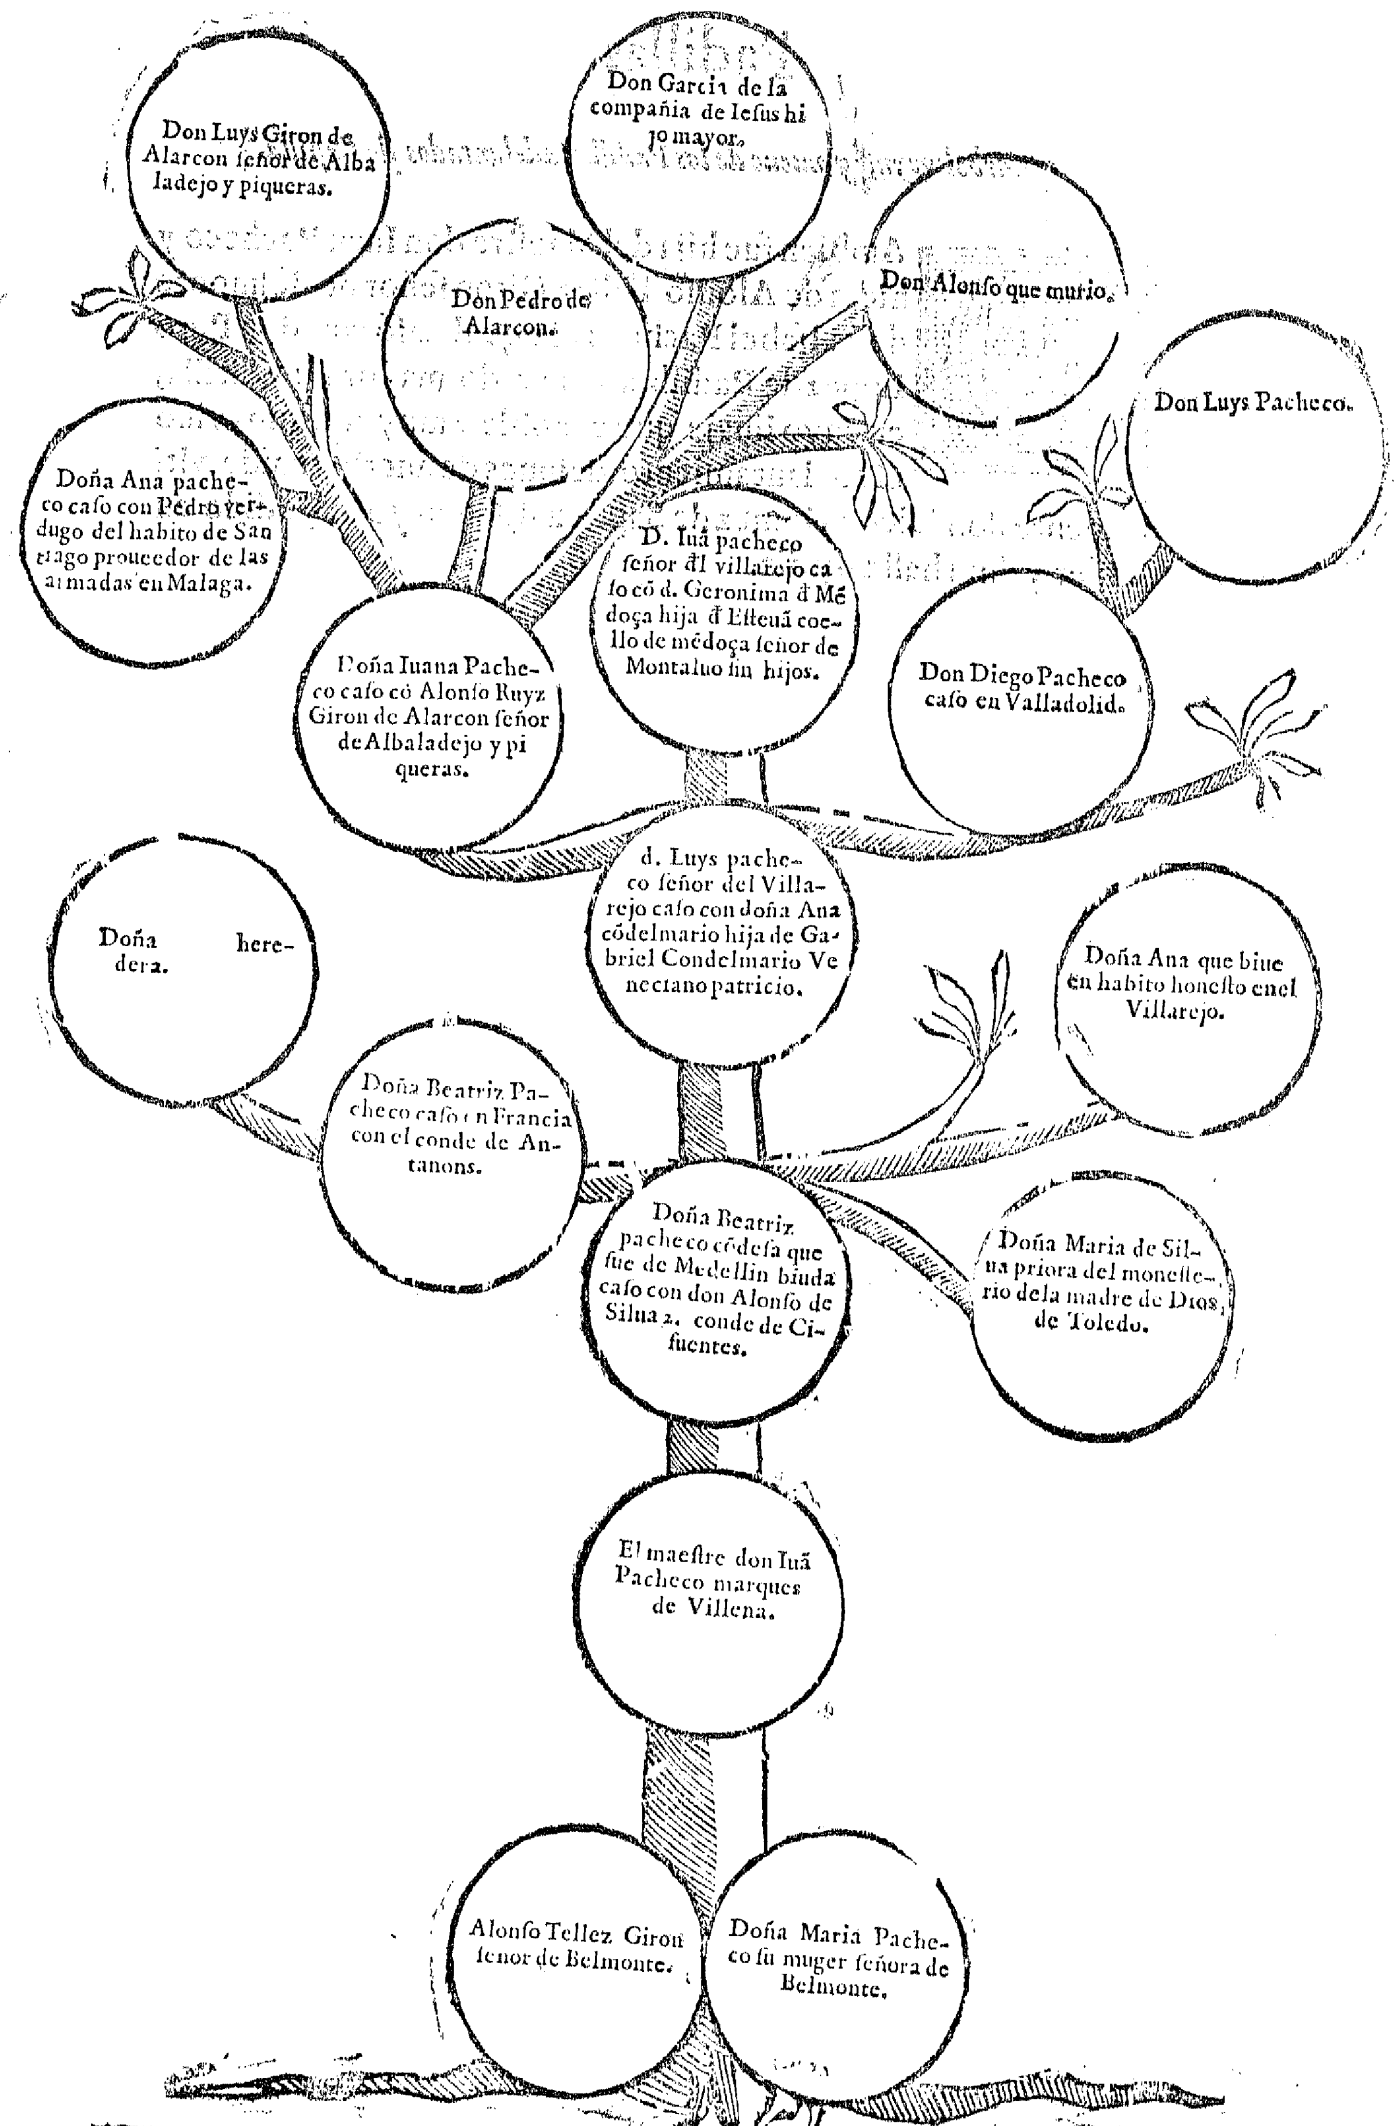 Don Luys Giron de
Alarcon ſeñor de Alba
ladejo y piqueras.
Don Garcia de la
compañia de Ieſus hi
jo mayor.
Don Pedro de
Alarcon.
Don Alonſo que murio.
Don Luys Pacheco.
Doña Ana pache-
co caſo con Pedro ver-
dugo del habito de San
tiago proueedor de las
armadas en Malaga.
D. Iuã pacheco
ſeñor đl villarejo ca
ſo cõ d. Geronima đ Mẽ
doça hija đ Eſteuã coe-
llo de mẽdoça ſeñor de
Montaluo ſin hijos.
Doña Iuana Pache-
co caſo cõ Alonſo Ruyz
Giron de Alarcon ſeñor
de Albaladejo y pi
queras.
Don Diego Pacheco
caſo en Valladolid.
d. Luys pache-
co ſeñor del Villa-
rejo caſo con doña Ana
cõdelmario hija de Ga-
briel Condelmario Ve
neciano patricio.
Doña here-
dera.
Doña Ana que biue
en habito honeſto enel
Villarejo.
Doña Beatriz Pa-
checo caſo en Francia
con el conde de An-
tanons.
Doña Beatriz
pacheco cõdeſa que
fue de Medellin biuda
caſo con don Alonſo de
Silua 2. conde de Ci-
fuentes.
Doña Maria de Sil-
ua priora del moneſte-
rio dela madre de Dios,
de Toledo.
El maeſtre don Iuã
Pacheco marques
de Villena.
Alonſo Tellez Giron
ſeñor de Belmonte.
Doña Maria Pache-
co ſu muger ſeñora de
Belmonte.